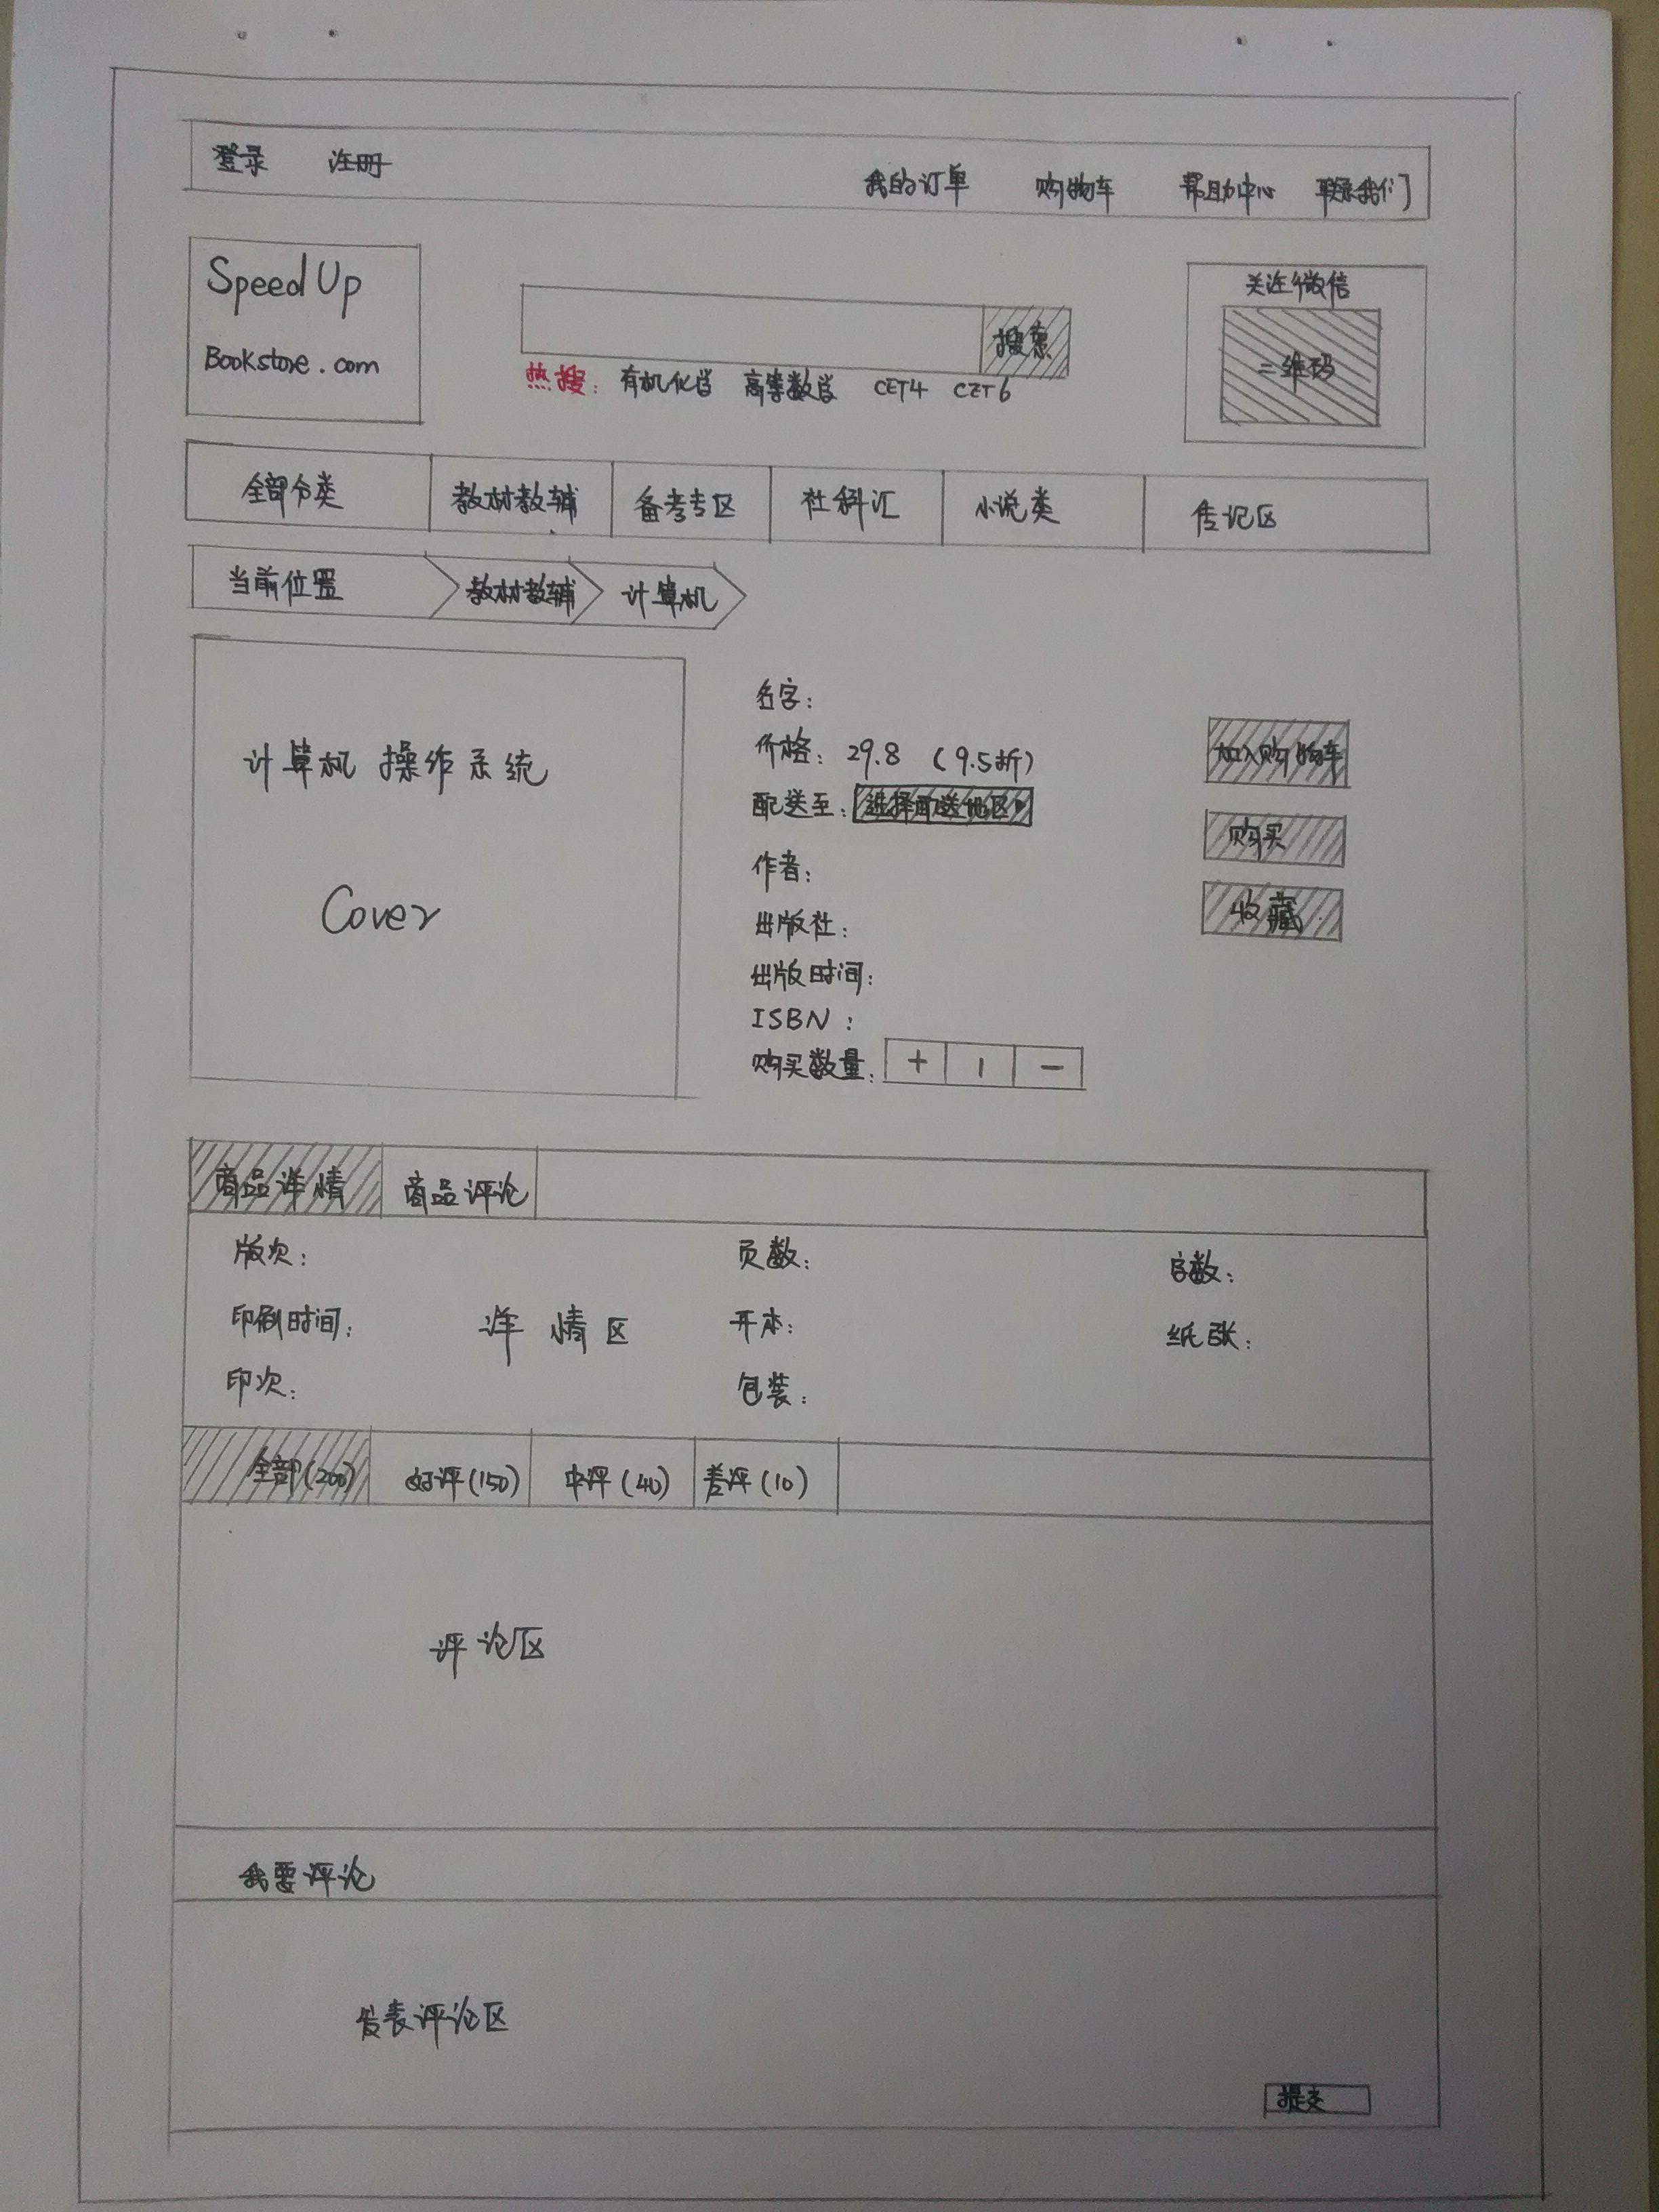 登录 注册 我的订单 购物车 帮助中心 联系我们
Speed Up
Bookstore.com
搜索
热搜: 有机化学 高等数学 CET4 CET6
关注微信
二维码
全部分类 教材教辅 备考专区 社科汇 小说类 传记区
当前位置 教材教辅 计算机
计算机 操作系统
Cover
名字:
价格: 29.8 (9.5折)
配送至: 选择配送地区
作者:
出版社:
出版时间:
ISBN:
购买数量: + 1 -
加入购物车
购买
收藏
商品详情 商品评论
版次: 页数: 字数:
印刷时间: 详情区 开本: 纸张:
印次: 包装:
全部(200) 好评(150) 中评(40) 差评(10)
评论区
我要评论
发表评论区
提交